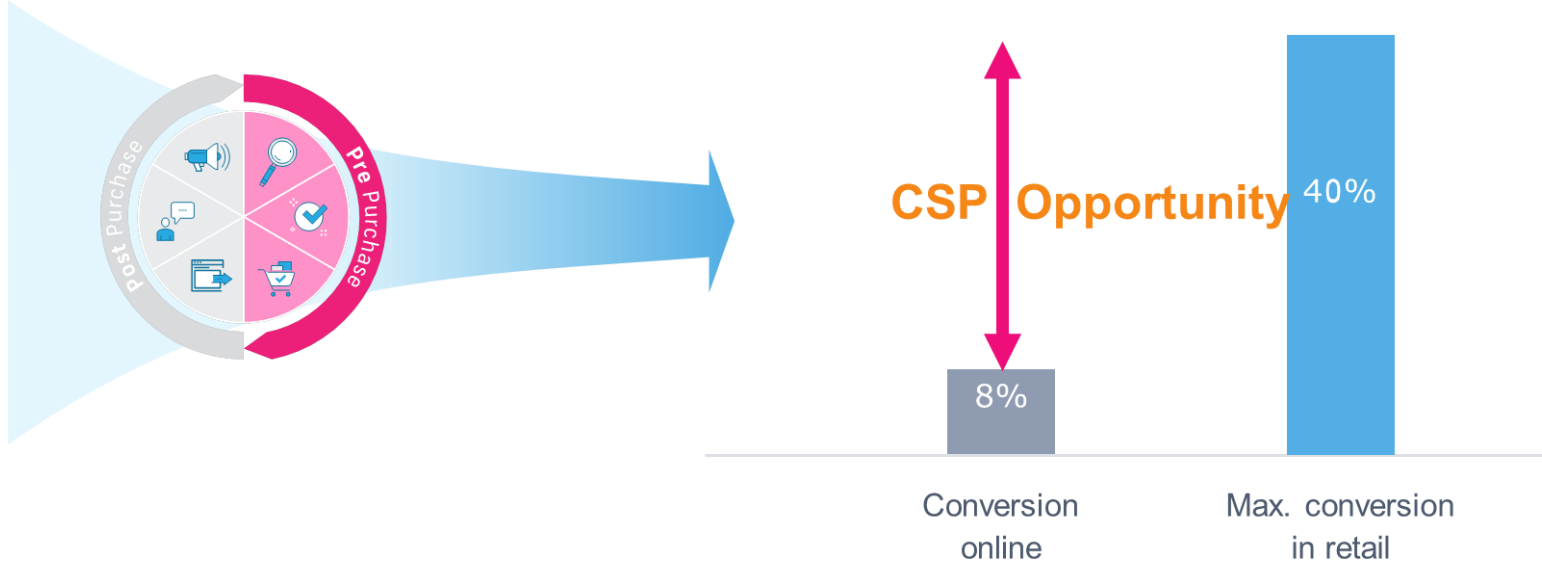 Post Purchase
Pre Purchase
CSP Opportunity
40%
8%
Conversion
online
Max. conversion
in retail